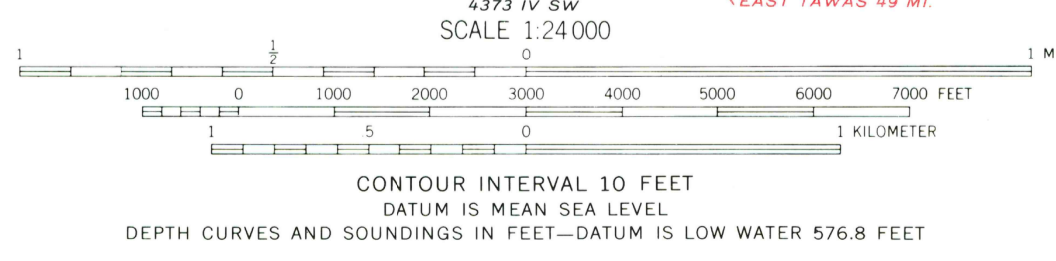 4373 IV SW
EAST TAWAS 49 MI.
SCALE 1:24 000
1 1/2 0 1 M
1000 0 1000 2000 3000 4000 5000 6000 7000 FEET
1 .5 0 1 KILOMETER
CONTOUR INTERVAL 10 FEET
DATUM IS MEAN SEA LEVEL
DEPTH CURVES AND SOUNDINGS IN FEET—DATUM IS LOW WATER 576.8 FEET